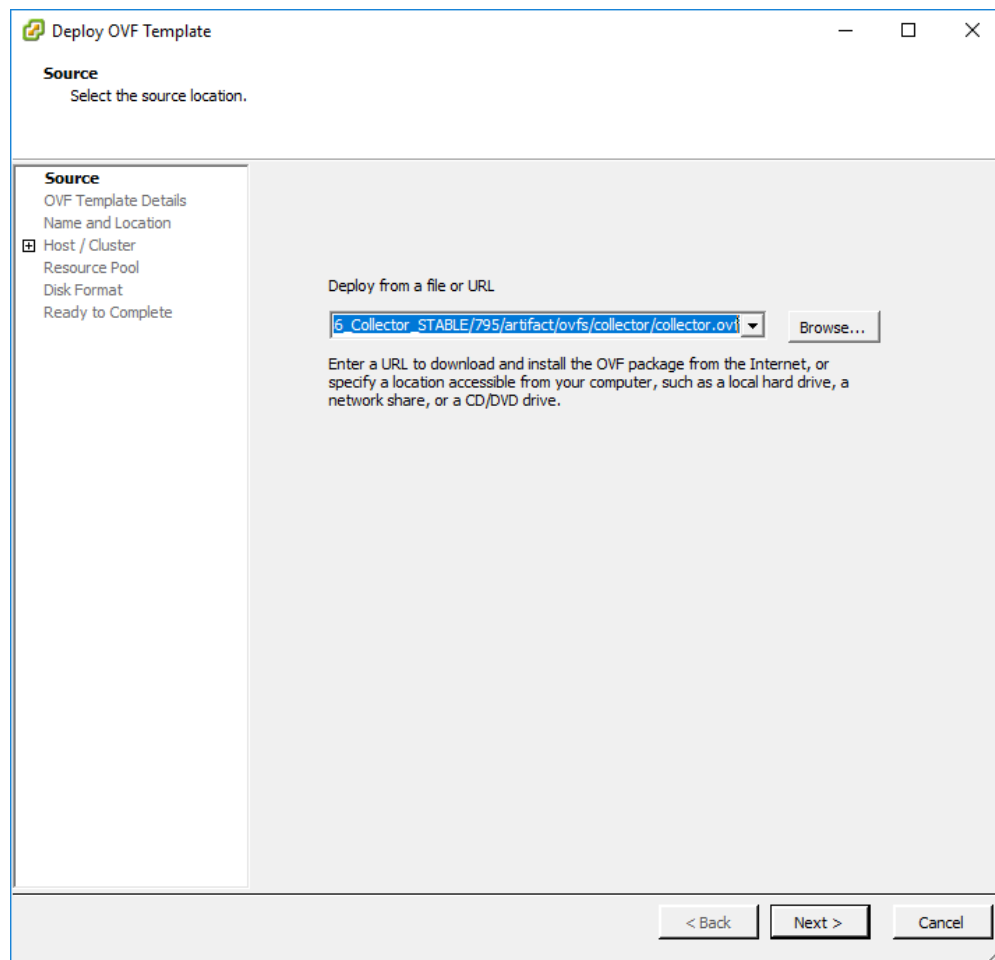 Deploy OVF Template
Source
Select the source location.
Source
OVF Template Details
Name and Location
Host / Cluster
Resource Pool
Disk Format
Ready to Complete
Deploy from a file or URL
6_Collector_STABLE/795/artifact/ovfs/collector/collector.ovf
Browse...
Enter a URL to download and install the OVF package from the Internet, or
specify a location accessible from your computer, such as a local hard drive, a
network share, or a CD/DVD drive.
< Back
Next >
Cancel